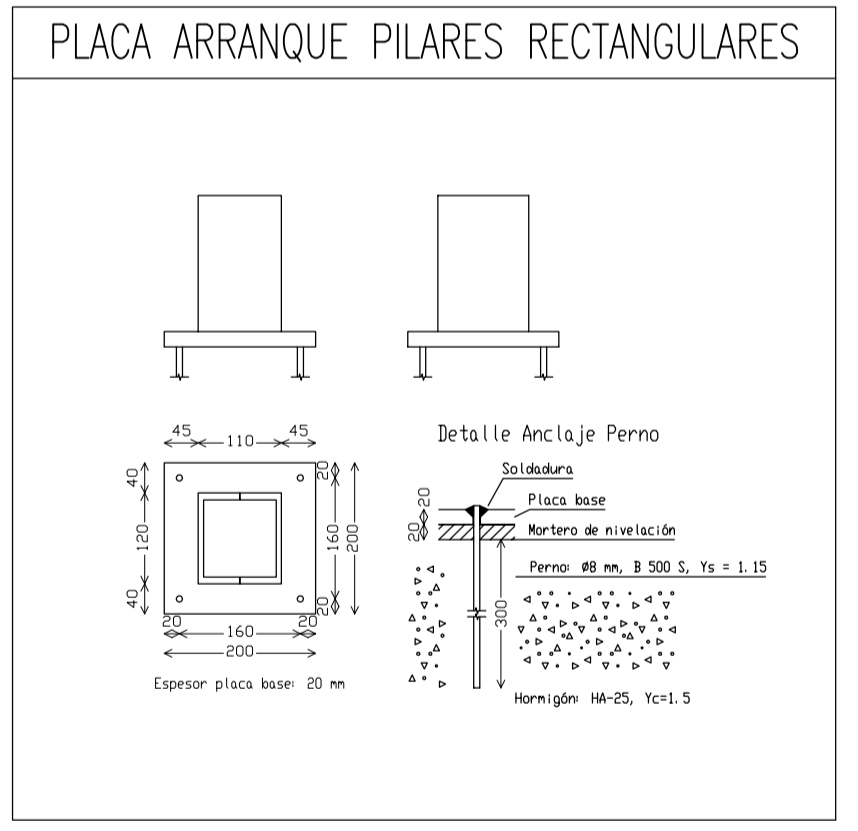 PLACA ARRANQUE PILARES RECTANGULARES
45 110 45
40
120
40
20
160
20
200
20 160 20
200
Espesor placa base: 20 mm
Detalle Anclaje Perno
Soldadura
20
Placa base
20
Mortero de nivelación
Perno: Ø8 mm, B 500 S, Ys = 1.15
300
Hormigón: HA-25, Yc=1.5